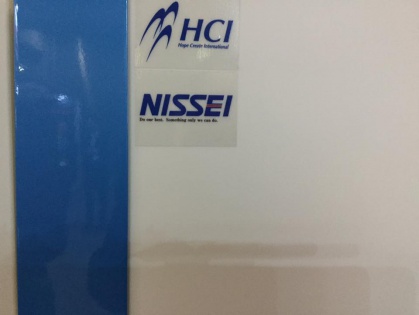 HCI
Hope Create International
NISSEI
Do our best. Something only we can do.